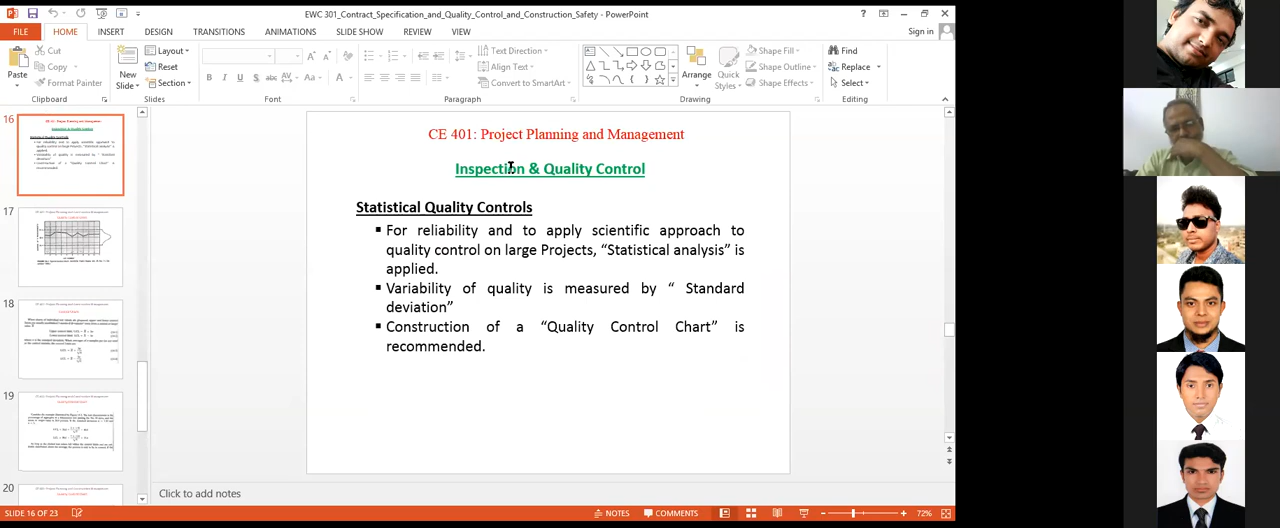 EWC 301_Contract_Specification_and_Quality_Control_and_Construction_Safety - PowerPoint
FILE HOME INSERT DESIGN TRANSITIONS ANIMATIONS SLIDE SHOW REVIEW VIEW Sign in
Paste
Cut
Copy
Format Painter
Clipboard
New Slide
Layout
Reset
Section
Slides
B I U S abc AV Aa A
Font
Text Direction
Align Text
Convert to SmartArt
Paragraph
Arrange
Quick Styles
Shape Fill
Shape Outline
Shape Effects
Drawing
Find
Replace
Select
Editing
16
17
18
19
20
CE 401: Project Planning and Management
Inspection & Quality Control
Statistical Quality Controls
▪ For reliability and to apply scientific approach to
quality control on large Projects, “Statistical analysis” is
applied.
▪ Variability of quality is measured by “ Standard
deviation”
▪ Construction of a “Quality Control Chart” is
recommended.
Click to add notes
SLIDE 16 OF 23
NOTES COMMENTS 72%